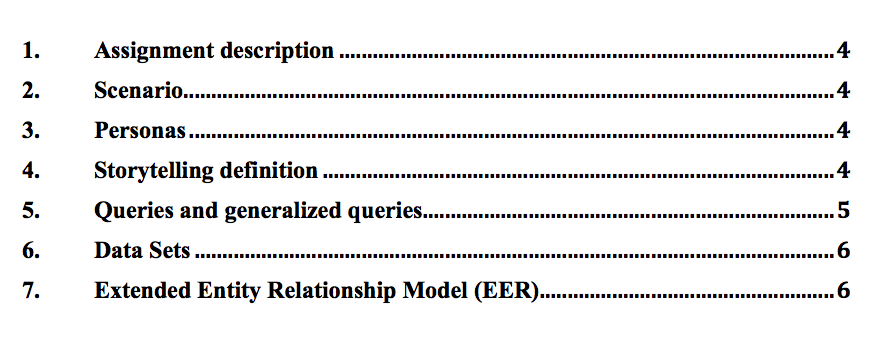 1. Assignment description ........................................................................................ 4
2. Scenario.................................................................................................................... 4
3. Personas ................................................................................................................... 4
4. Storytelling definition ........................................................................................... 4
5. Queries and generalized queries......................................................................... 5
6. Data Sets .................................................................................................................. 6
7. Extended Entity Relationship Model (EER).................................................... 6